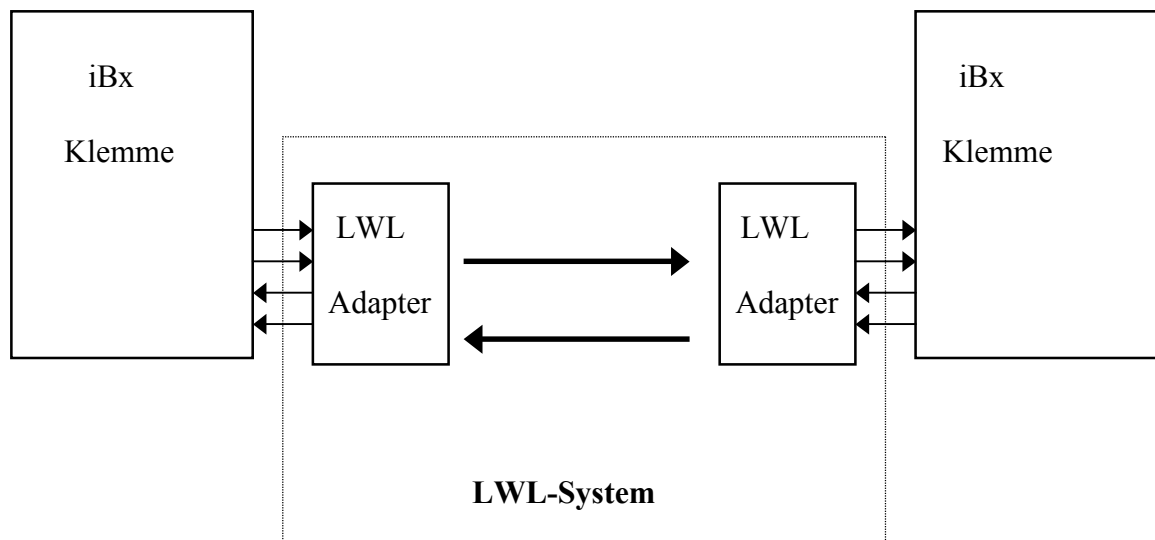 iBx
Klemme
LWL
Adapter
LWL
Adapter
iBx
Klemme
LWL-System